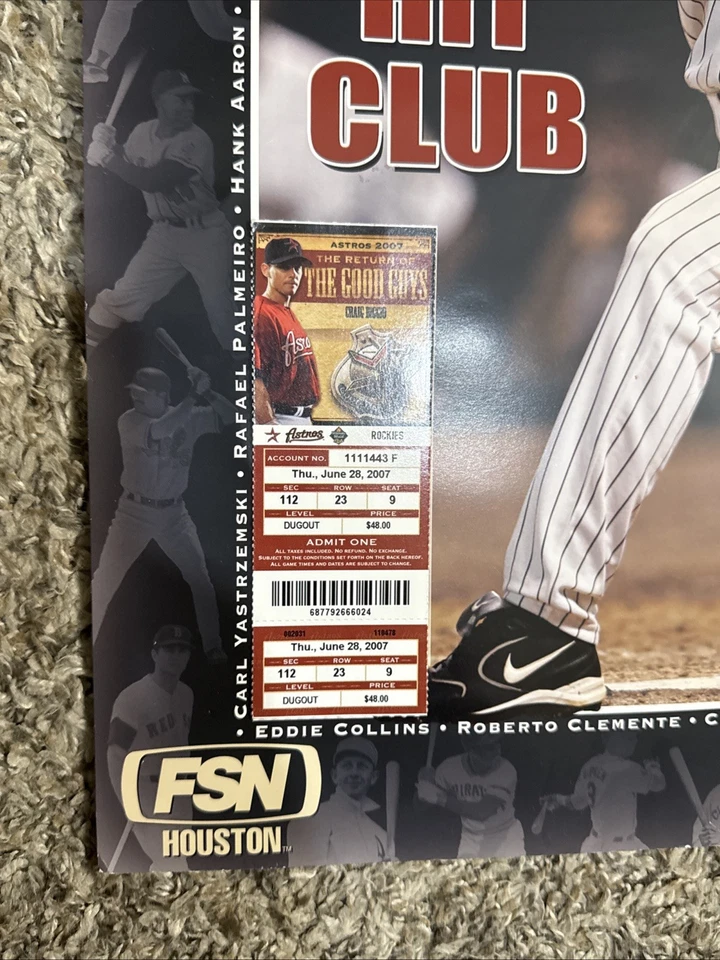 HIT
CLUB
CARL YASTRZEMSKI • RAFAEL PALMEIRO • HANK AARON •
ASTROS 2007
THE RETURN OF
THE GOOD GUYS
CRAIG BIGGIO
Astros
Astros ROCKIES
ACCOUNT NO. 1111443 F
Thu., June 28, 2007
SEC ROW SEAT
112 23 9
LEVEL PRICE
DUGOUT $48.00
ADMIT ONE
ALL TAXES INCLUDED. NO REFUND. NO EXCHANGE.
SUBJECT TO THE CONDITIONS SET FORTH ON THE BACK HEREOF.
ALL GAME TIMES AND DATES ARE SUBJECT TO CHANGE.
687792666024
Thu., June 28, 2007
SEC ROW SEAT
112 23 9
LEVEL PRICE
DUGOUT $48.00
• EDDIE COLLINS • ROBERTO CLEMENTE • C
FSN
HOUSTON™